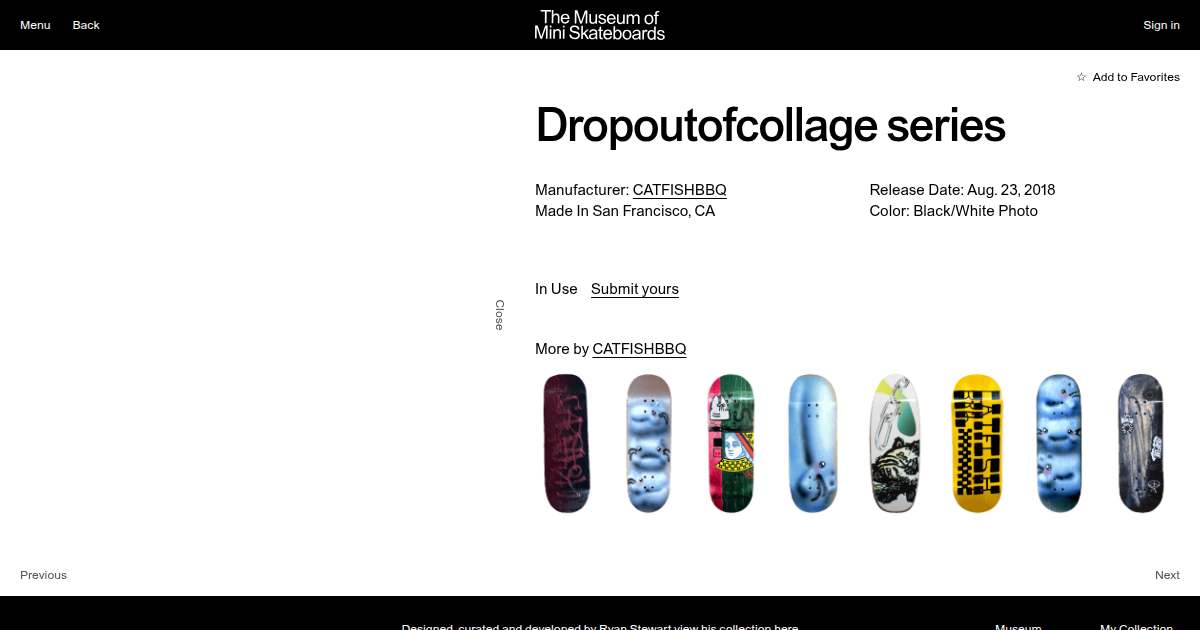 Menu
Back
The Museum of
Mini Skateboards
Sign in
☆ Add to Favorites
Dropoutofcollage series
Manufacturer: CATFISHBBQ
Made In San Francisco, CA
Release Date: Aug. 23, 2018
Color: Black/White Photo
In Use Submit yours
Close
More by CATFISHBBQ
Previous
Next
Designed, curated and developed by Ryan Stewart view his collection here
Museum
My Collection